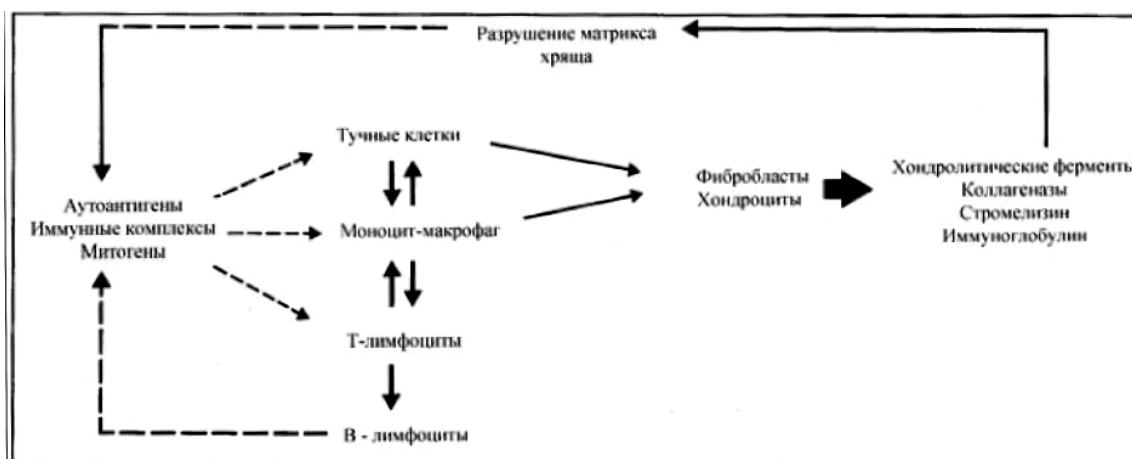 Разрушение матрикса
хряща
Тучные клетки
Аутоантигены
Иммунные комплексы
Митогены
Моноцит-макрофаг
Фибробласты
Хондроциты
Хондролитические ферменть
Коллагеназы
Стромелизин
Иммуноглобулин
Т-лимфоциты
В - лимфоциты